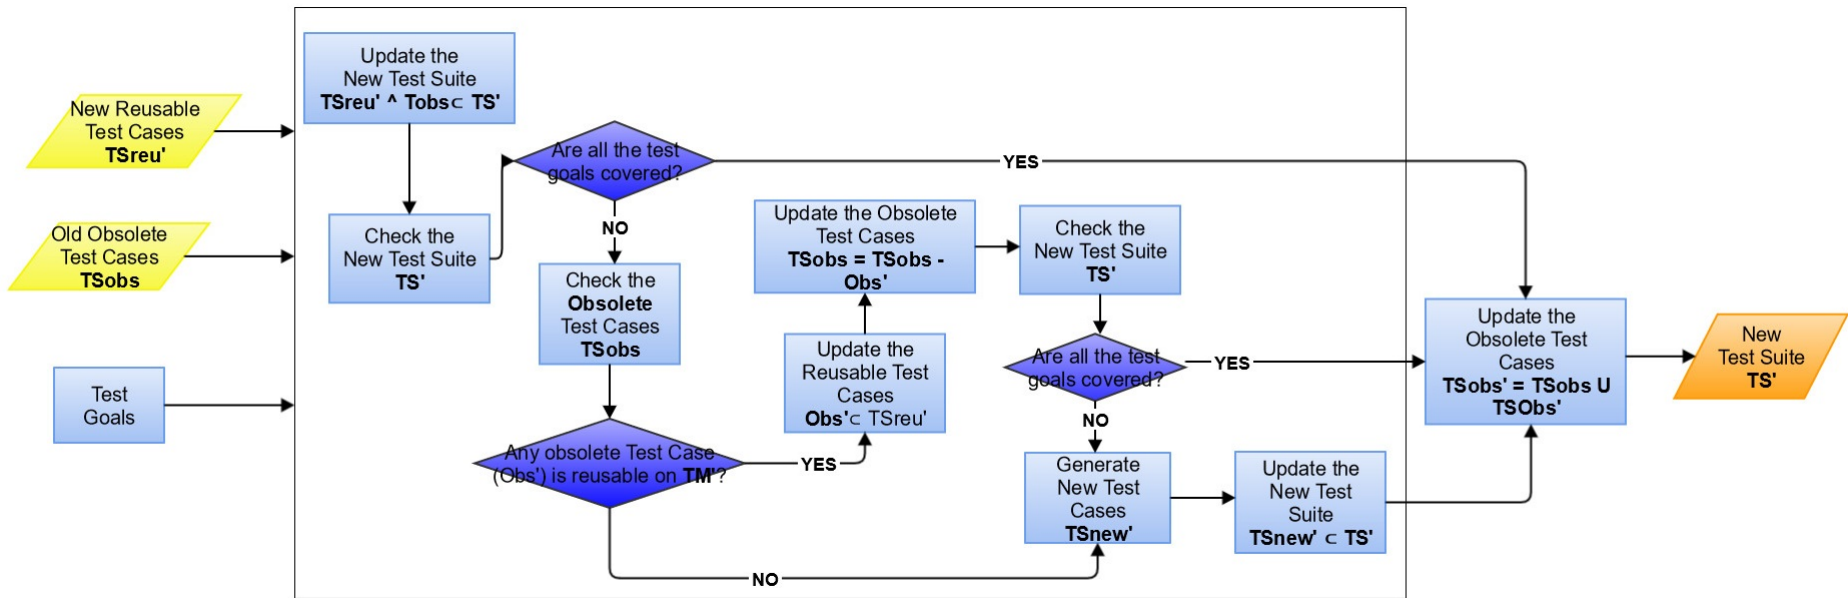 New Reusable
Test Cases
TSreu'
Old Obsolete
Test Cases
TSobs
Test
Goals
Update the
New Test Suite
TSreu' ^ Tobs⊂ TS'
Check the
New Test Suite
TS'
Are all the test
goals covered?
YES
NO
Check the
Obsolete
Test Cases
TSobs
Any obsolete Test Case
(Obs') is reusable on TM'?
YES
NO
Update the
Reusable Test
Cases
Obs'⊂ TSreu'
Update the Obsolete
Test Cases
TSobs = TSobs -
Obs'
Check the
New Test Suite
TS'
Are all the test
goals covered?
YES
NO
Generate
New Test
Cases
TSnew'
Update the
New Test
Suite
TSnew' ⊂ TS'
Update the
Obsolete Test
Cases
TSobs' = TSobs U
TSObs'
New
Test Suite
TS'